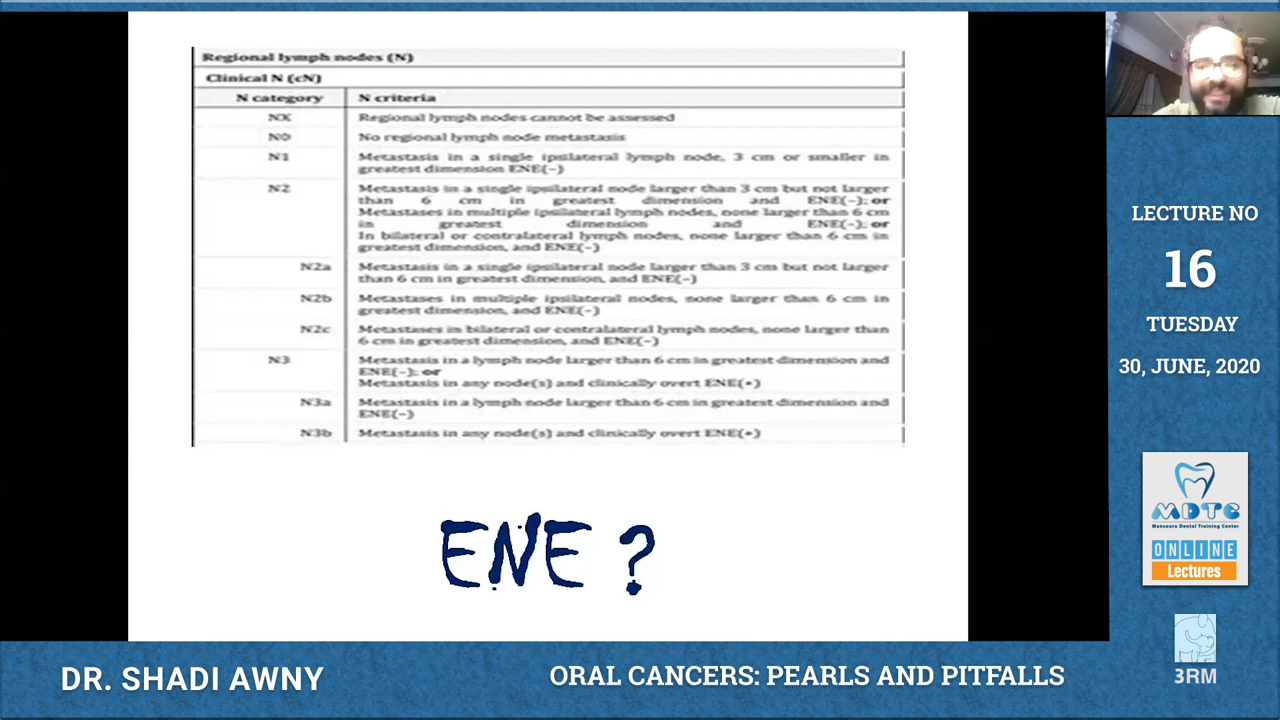 Regional lymph nodes (N)
Clinical N (cN)
N category N criteria
NX Regional lymph nodes cannot be assessed
N0 No regional lymph node metastasis
N1 Metastasis in a single ipsilateral lymph node, 3 cm or smaller in
greatest dimension ENE(-)
N2 Metastasis in a single ipsilateral node larger than 3 cm but not larger
than 6 cm in greatest dimension and ENE(-); or
Metastases in multiple ipsilateral lymph nodes, none larger than 6 cm
in greatest dimension and ENE(-); or
In bilateral or contralateral lymph nodes, none larger than 6 cm in
greatest dimension, and ENE(-)
N2a Metastasis in a single ipsilateral node larger than 3 cm but not larger
than 6 cm in greatest dimension, and ENE(-)
N2b Metastases in multiple ipsilateral nodes, none larger than 6 cm in
greatest dimension, and ENE(-)
N2c Metastases in bilateral or contralateral lymph nodes, none larger than
6 cm in greatest dimension, and ENE(-)
N3 Metastasis in a lymph node larger than 6 cm in greatest dimension and
ENE(-); or
Metastasis in any node(s) and clinically overt ENE(+)
N3a Metastasis in a lymph node larger than 6 cm in greatest dimension and
ENE(-)
N3b Metastasis in any node(s) and clinically overt ENE(+)
ENE ?
LECTURE NO
16
TUESDAY
30, JUNE, 2020
MDTC
Mansoura Dental Training Center
ONLINE
Lectures
3RM
DR. SHADI AWNY
ORAL CANCERS: PEARLS AND PITFALLS